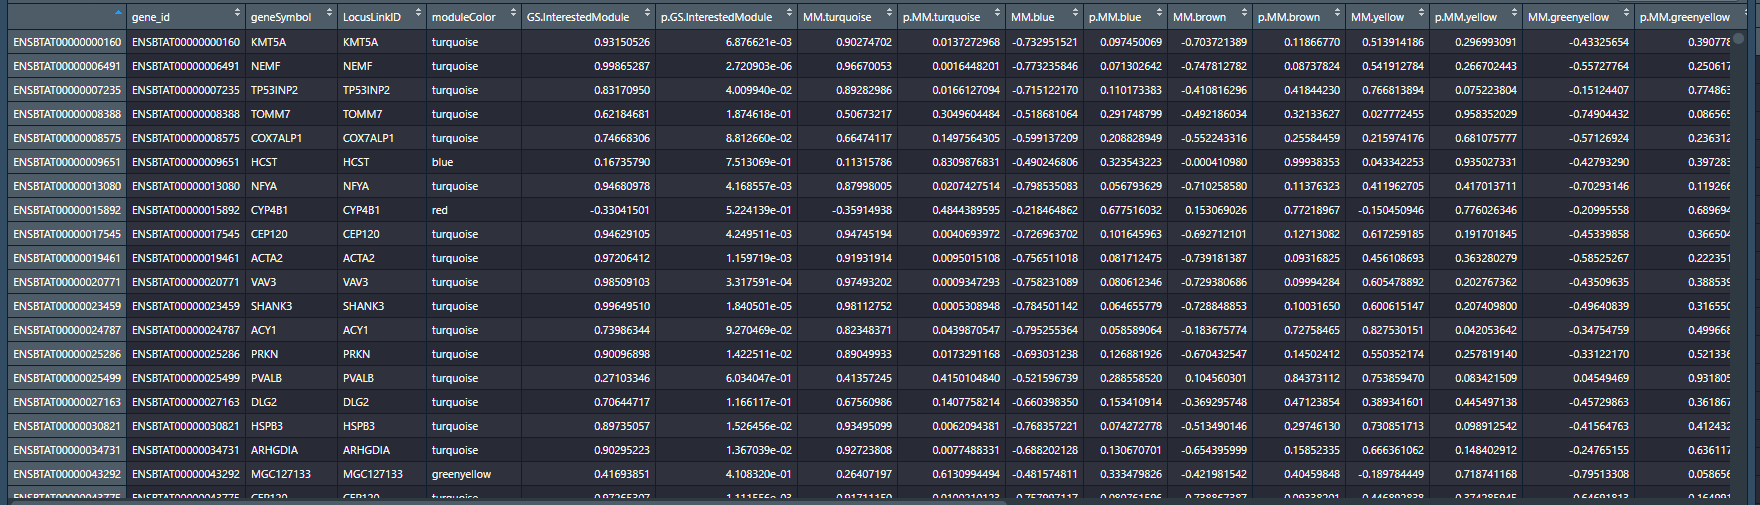 gene_id geneSymbol LocusLinkID moduleColor GS.InterestedModule p.GS.InterestedModule MM.turquoise p.MM.turquoise MM.blue p.MM.blue MM.brown p.MM.brown MM.yellow p.MM.yellow MM.greenyellow p.MM.greenyellow
ENSBTAT00000000160 ENSBTAT00000000160 KMT5A KMT5A turquoise 0.93150526 6.876621e-03 0.90274702 0.0137272968 -0.732951521 0.097450069 -0.703721389 0.11866770 0.513914186 0.296993091 -0.43325654 0.390778
ENSBTAT00000006491 ENSBTAT00000006491 NEMF NEMF turquoise 0.99865287 2.720903e-06 0.96670053 0.0016448201 -0.773235846 0.071302642 -0.747812782 0.08737824 0.541912784 0.266702443 -0.55727764 0.250617
ENSBTAT00000007235 ENSBTAT00000007235 TP53INP2 TP53INP2 turquoise 0.83170950 4.009940e-02 0.89282986 0.0166127094 -0.715122170 0.110173383 -0.410816296 0.41844230 0.766813894 0.075223804 -0.15124407 0.774863
ENSBTAT00000008388 ENSBTAT00000008388 TOMM7 TOMM7 turquoise 0.62184681 1.874618e-01 0.50673217 0.3049604484 -0.518681064 0.291748799 -0.492186034 0.32133627 0.027772455 0.958352029 -0.74904432 0.086565
ENSBTAT00000008575 ENSBTAT00000008575 COX7ALP1 COX7ALP1 turquoise 0.74668306 8.812660e-02 0.66474117 0.1497564305 -0.599137209 0.208828949 -0.552243316 0.25584459 0.215974176 0.681075777 -0.57126924 0.236312
ENSBTAT00000009651 ENSBTAT00000009651 HCST HCST blue 0.16735790 7.513069e-01 0.11315786 0.8309876831 -0.490246806 0.323543223 -0.000410980 0.99938353 0.043342253 0.935027331 -0.42793290 0.397283
ENSBTAT00000013080 ENSBTAT00000013080 NFYA NFYA turquoise 0.94680978 4.168557e-03 0.87998005 0.0207427514 -0.798535083 0.056793629 -0.710258580 0.11376323 0.411962705 0.417013711 -0.70293146 0.119266
ENSBTAT00000015892 ENSBTAT00000015892 CYP4B1 CYP4B1 red -0.33041501 5.224139e-01 -0.35914938 0.4844389595 -0.218464862 0.677516032 0.153069026 0.77218967 -0.150450946 0.776026346 -0.20995558 0.689694
ENSBTAT00000017545 ENSBTAT00000017545 CEP120 CEP120 turquoise 0.94629105 4.249511e-03 0.94745194 0.0040693972 -0.726963702 0.101645963 -0.692712101 0.12713082 0.617259185 0.191701845 -0.45339858 0.366504
ENSBTAT00000019461 ENSBTAT00000019461 ACTA2 ACTA2 turquoise 0.97206412 1.159719e-03 0.91931914 0.0095015108 -0.756511018 0.081712475 -0.739181387 0.09316825 0.456108693 0.363280279 -0.58525267 0.222351
ENSBTAT00000020771 ENSBTAT00000020771 VAV3 VAV3 turquoise 0.98509103 3.317591e-04 0.97493202 0.0009347293 -0.758231089 0.080612346 -0.729380686 0.09994284 0.605478892 0.202767362 -0.43509635 0.388539
ENSBTAT00000023459 ENSBTAT00000023459 SHANK3 SHANK3 turquoise 0.99649510 1.840501e-05 0.98112752 0.0005308948 -0.784501142 0.064655779 -0.728848853 0.10031650 0.600615147 0.207409800 -0.49640839 0.316550
ENSBTAT00000024787 ENSBTAT00000024787 ACY1 ACY1 turquoise 0.73986344 9.270469e-02 0.82348371 0.0439870547 -0.795255364 0.058589064 -0.183675774 0.72758465 0.827530151 0.042053642 -0.34754759 0.499668
ENSBTAT00000025286 ENSBTAT00000025286 PRKN PRKN turquoise 0.90096898 1.422511e-02 0.89049933 0.0173291168 -0.693031238 0.126881926 -0.670432547 0.14502412 0.550352174 0.257819140 -0.33122170 0.521336
ENSBTAT00000025499 ENSBTAT00000025499 PVALB PVALB turquoise 0.27103346 6.034047e-01 0.41357245 0.4150104840 -0.521596739 0.288558520 0.104560301 0.84373112 0.753859470 0.083421509 0.04549469 0.931805
ENSBTAT00000027163 ENSBTAT00000027163 DLG2 DLG2 turquoise 0.70644717 1.166117e-01 0.67560986 0.1407758214 -0.660398350 0.153410914 -0.369295748 0.47123854 0.389341601 0.445497138 -0.45729863 0.361867
ENSBTAT00000030821 ENSBTAT00000030821 HSPB3 HSPB3 turquoise 0.89735057 1.526456e-02 0.93495099 0.0062094381 -0.768357221 0.074272778 -0.513490146 0.29746130 0.730851713 0.098912542 -0.41564763 0.412432
ENSBTAT00000034731 ENSBTAT00000034731 ARHGDIA ARHGDIA turquoise 0.90295223 1.367039e-02 0.92723808 0.0077488331 -0.688202128 0.130670701 -0.654395999 0.15852335 0.666361062 0.148402912 -0.24765155 0.636117
ENSBTAT00000043292 ENSBTAT00000043292 MGC127133 MGC127133 greenyellow 0.41693851 4.108320e-01 0.26407197 0.6130994494 -0.481574811 0.333479826 -0.421981542 0.40459848 -0.189784449 0.718741168 -0.79513308 0.058656
ENSBTAT00000043775 ENSBTAT00000043775 CEP120 CEP120 turquoise